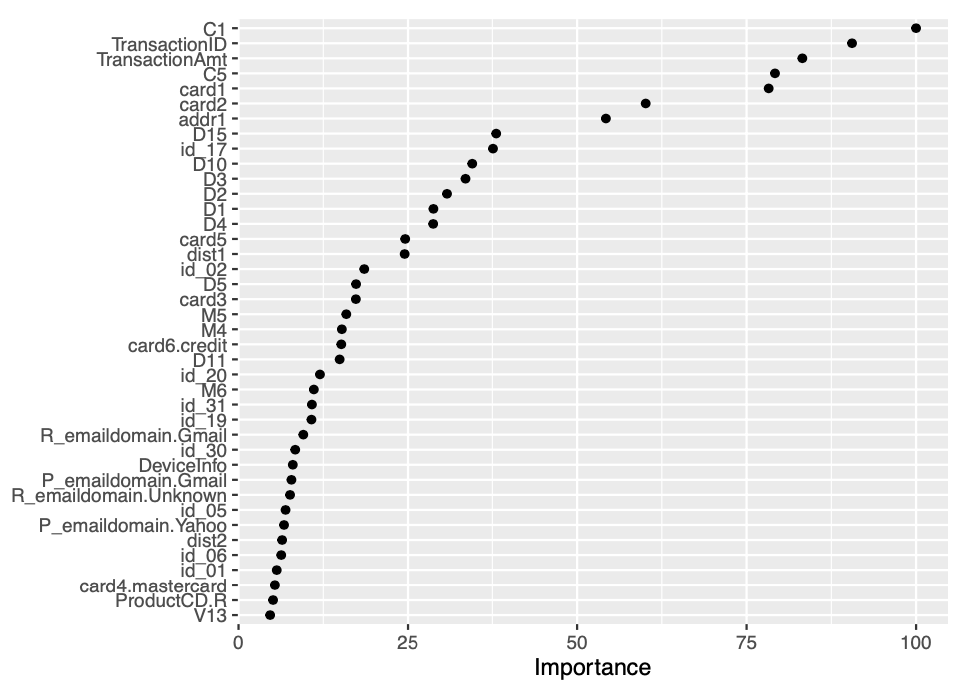 C1
TransactionID
TransactionAmt
C5
card1
card2
addr1
D15
id_17
D10
D3
D2
D1
D4
card5
dist1
id_02
D5
card3
M5
M4
card6.credit
D11
id_20
M6
id_31
id_19
R_emaildomain.Gmail
id_30
DeviceInfo
P_emaildomain.Gmail
R_emaildomain.Unknown
id_05
P_emaildomain.Yahoo
dist2
id_06
id_01
card4.mastercard
ProductCD.R
V13
0 25 50 75 100
Importance